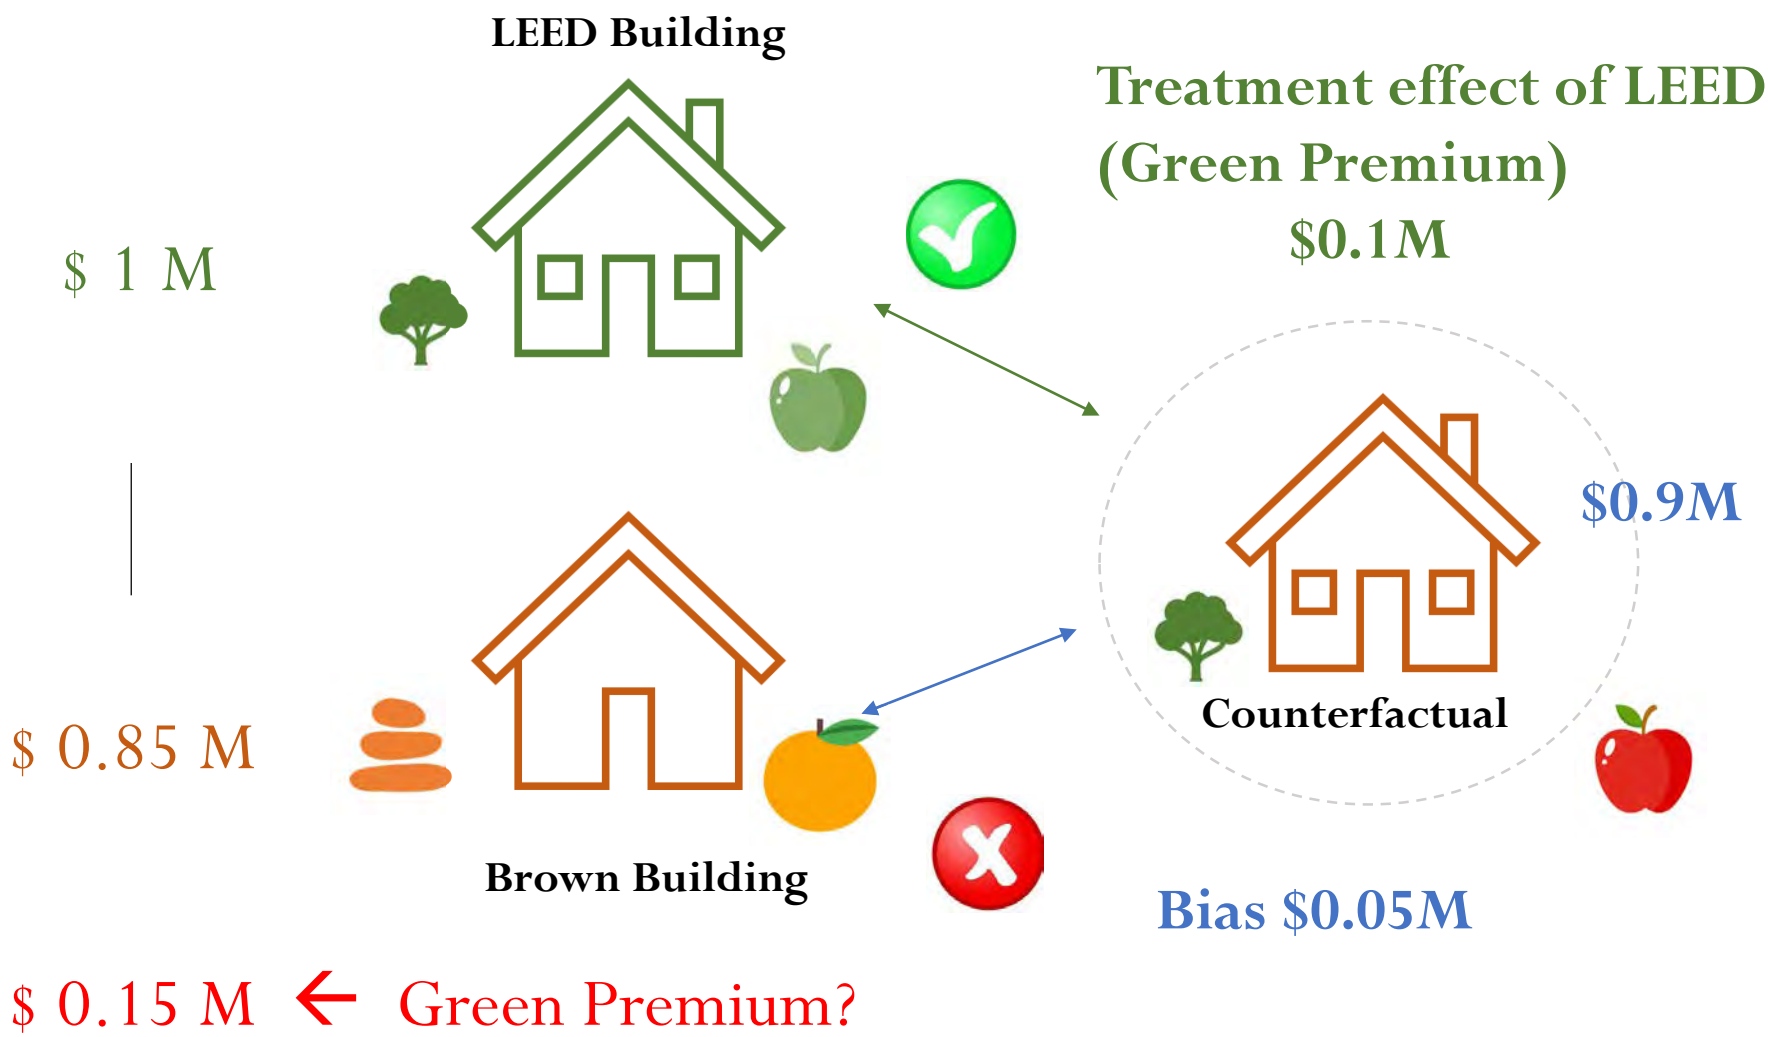 LEED Building
Treatment effect of LEED
(Green Premium)
$0.1M
$ 1 M
$0.9M
Counterfactual
$ 0.85 M
Brown Building
Bias $0.05M
$ 0.15 M ← Green Premium?